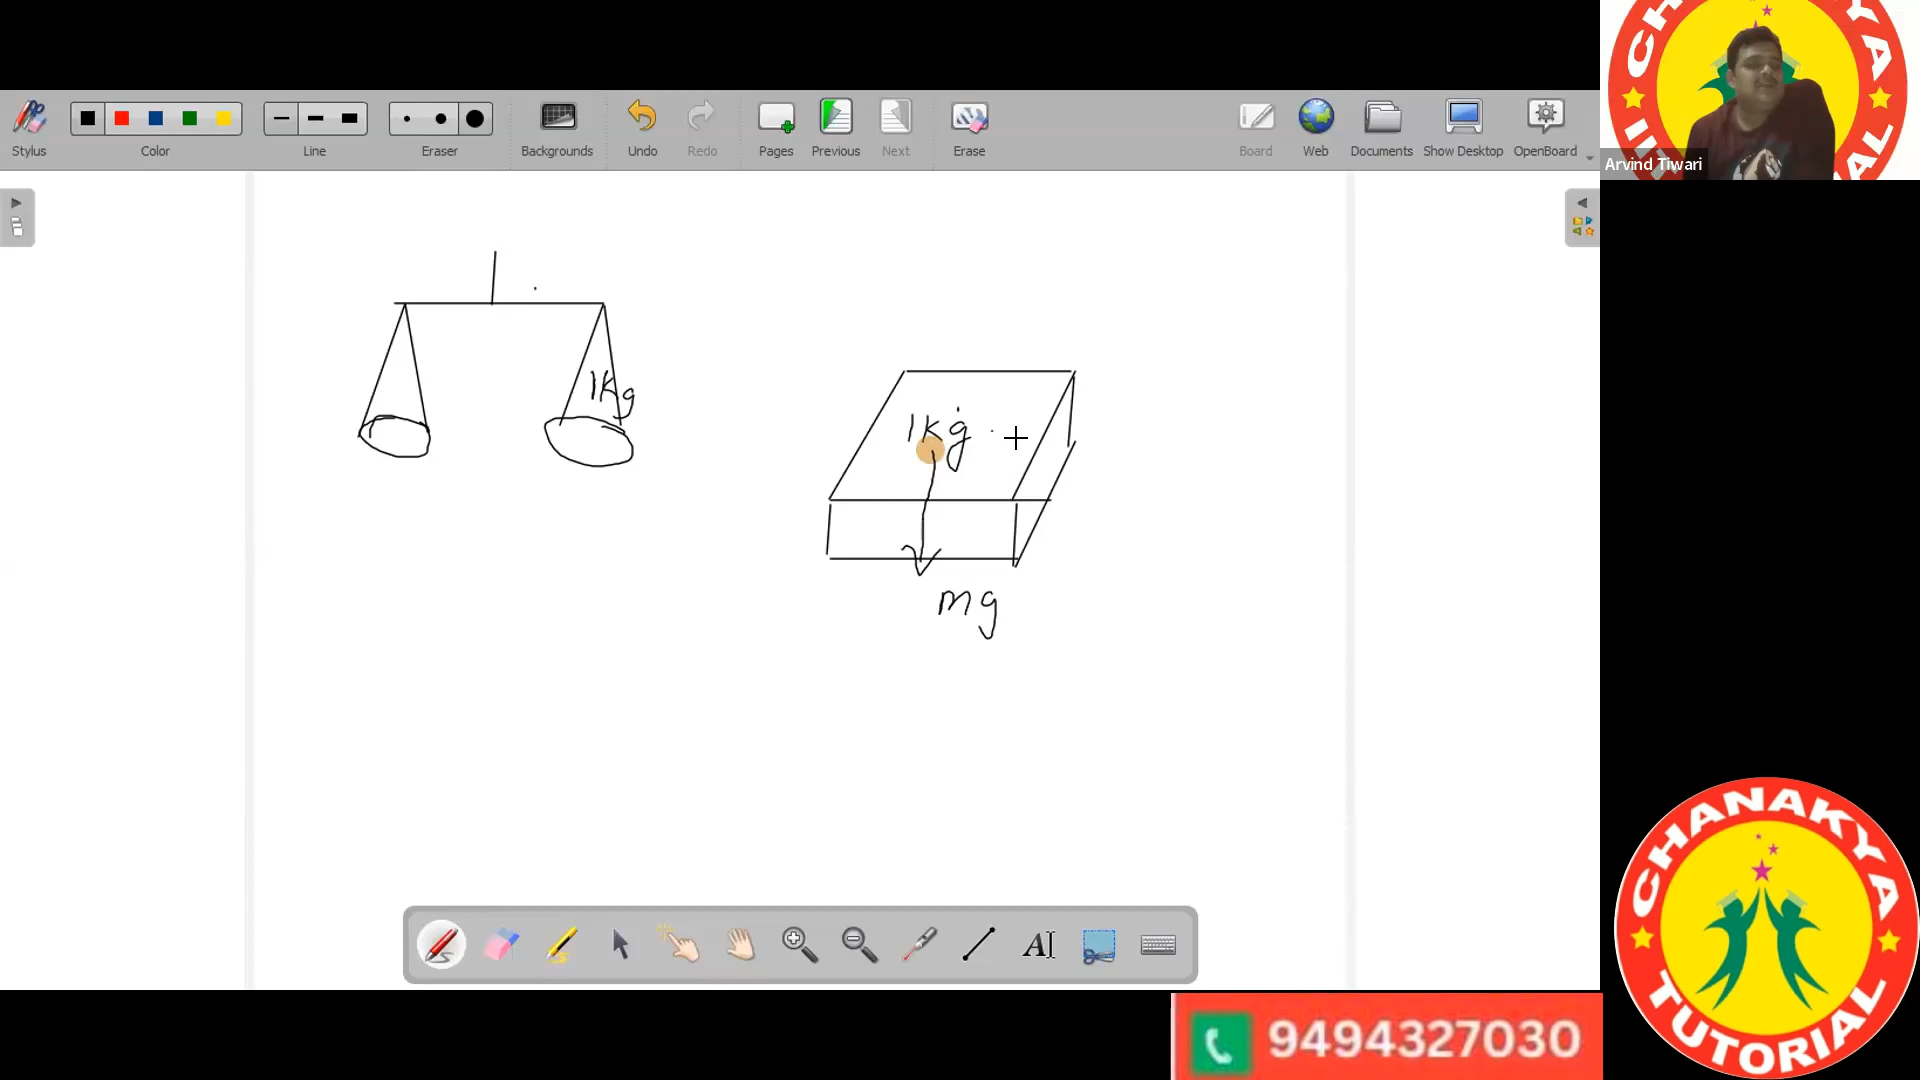 Stylus
Color
Line
Eraser
Backgrounds
Undo
Redo
Pages
Previous
Next
Erase
Board
Web
Documents
Show Desktop
OpenBoard
Arvind Tiwari
1Kg
1Kg
mg
AI
CHANAKYA
TUTORIAL
9494327030